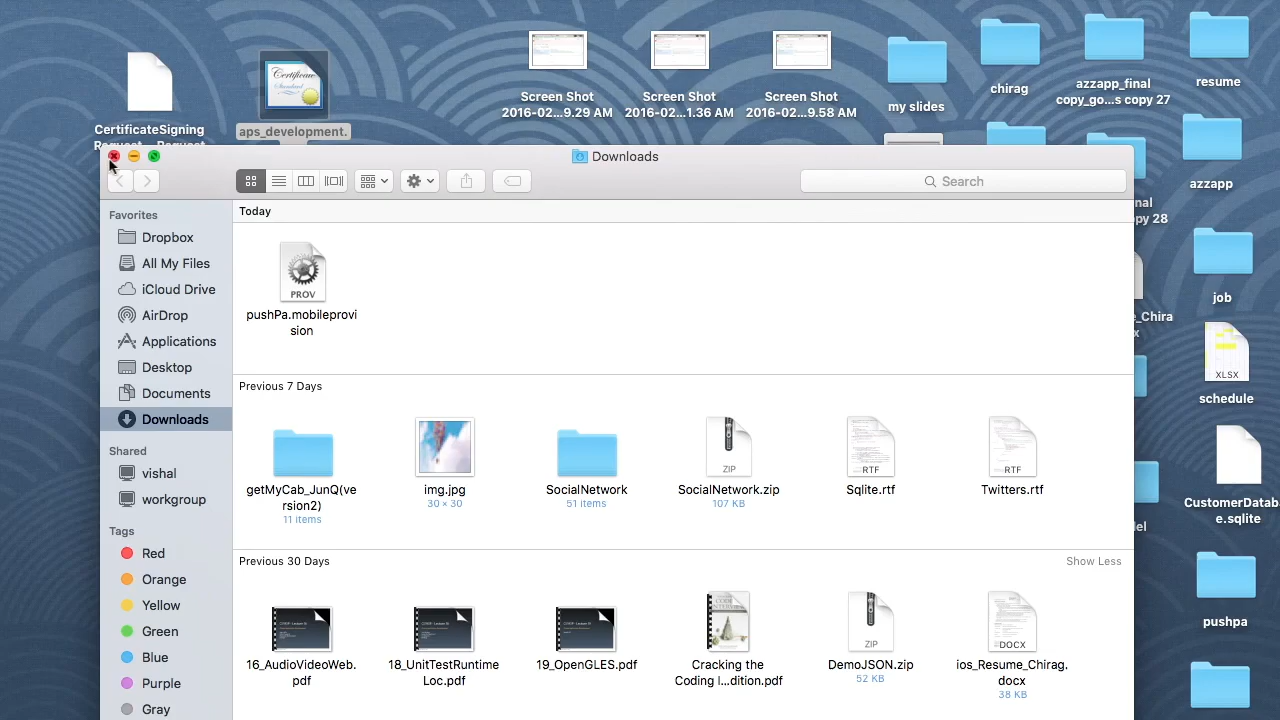 Screen Shot
2016-02...9.29 AM
Screen Shot
2016-02...1.36 AM
Screen Shot
2016-02...9.58 AM
my slides
chirag
azzapp_final
copy_go...s copy 27
resume
CertificateSigning
Request
aps_development.
azzapp
py 28
job
XLSX
schedule
CustomerDatab
e.sqlite
pushpa
Downloads
Search
Favorites
Dropbox
All My Files
iCloud Drive
AirDrop
Applications
Desktop
Documents
Downloads
Shared
vishal
workgroup
Tags
Red
Orange
Yellow
Green
Blue
Purple
Gray
Today
PROV
pushPa.mobileprovi
sion
Previous 7 Days
getMyCab_JunQ(ve
rsion2)
11 items
img.jpg
30 × 30
SocialNetwork
51 items
ZIP
SocialNetwork.zip
107 KB
RTF
Sqlite.rtf
RTF
Twitters.rtf
Previous 30 Days
Show Less
16_AudioVideoWeb.
pdf
18_UnitTestRuntime
Loc.pdf
19_OpenGLES.pdf
Cracking the
Coding I...dition.pdf
ZIP
DemoJSON.zip
52 KB
DOCX
ios_Resume_Chirag.
docx
38 KB